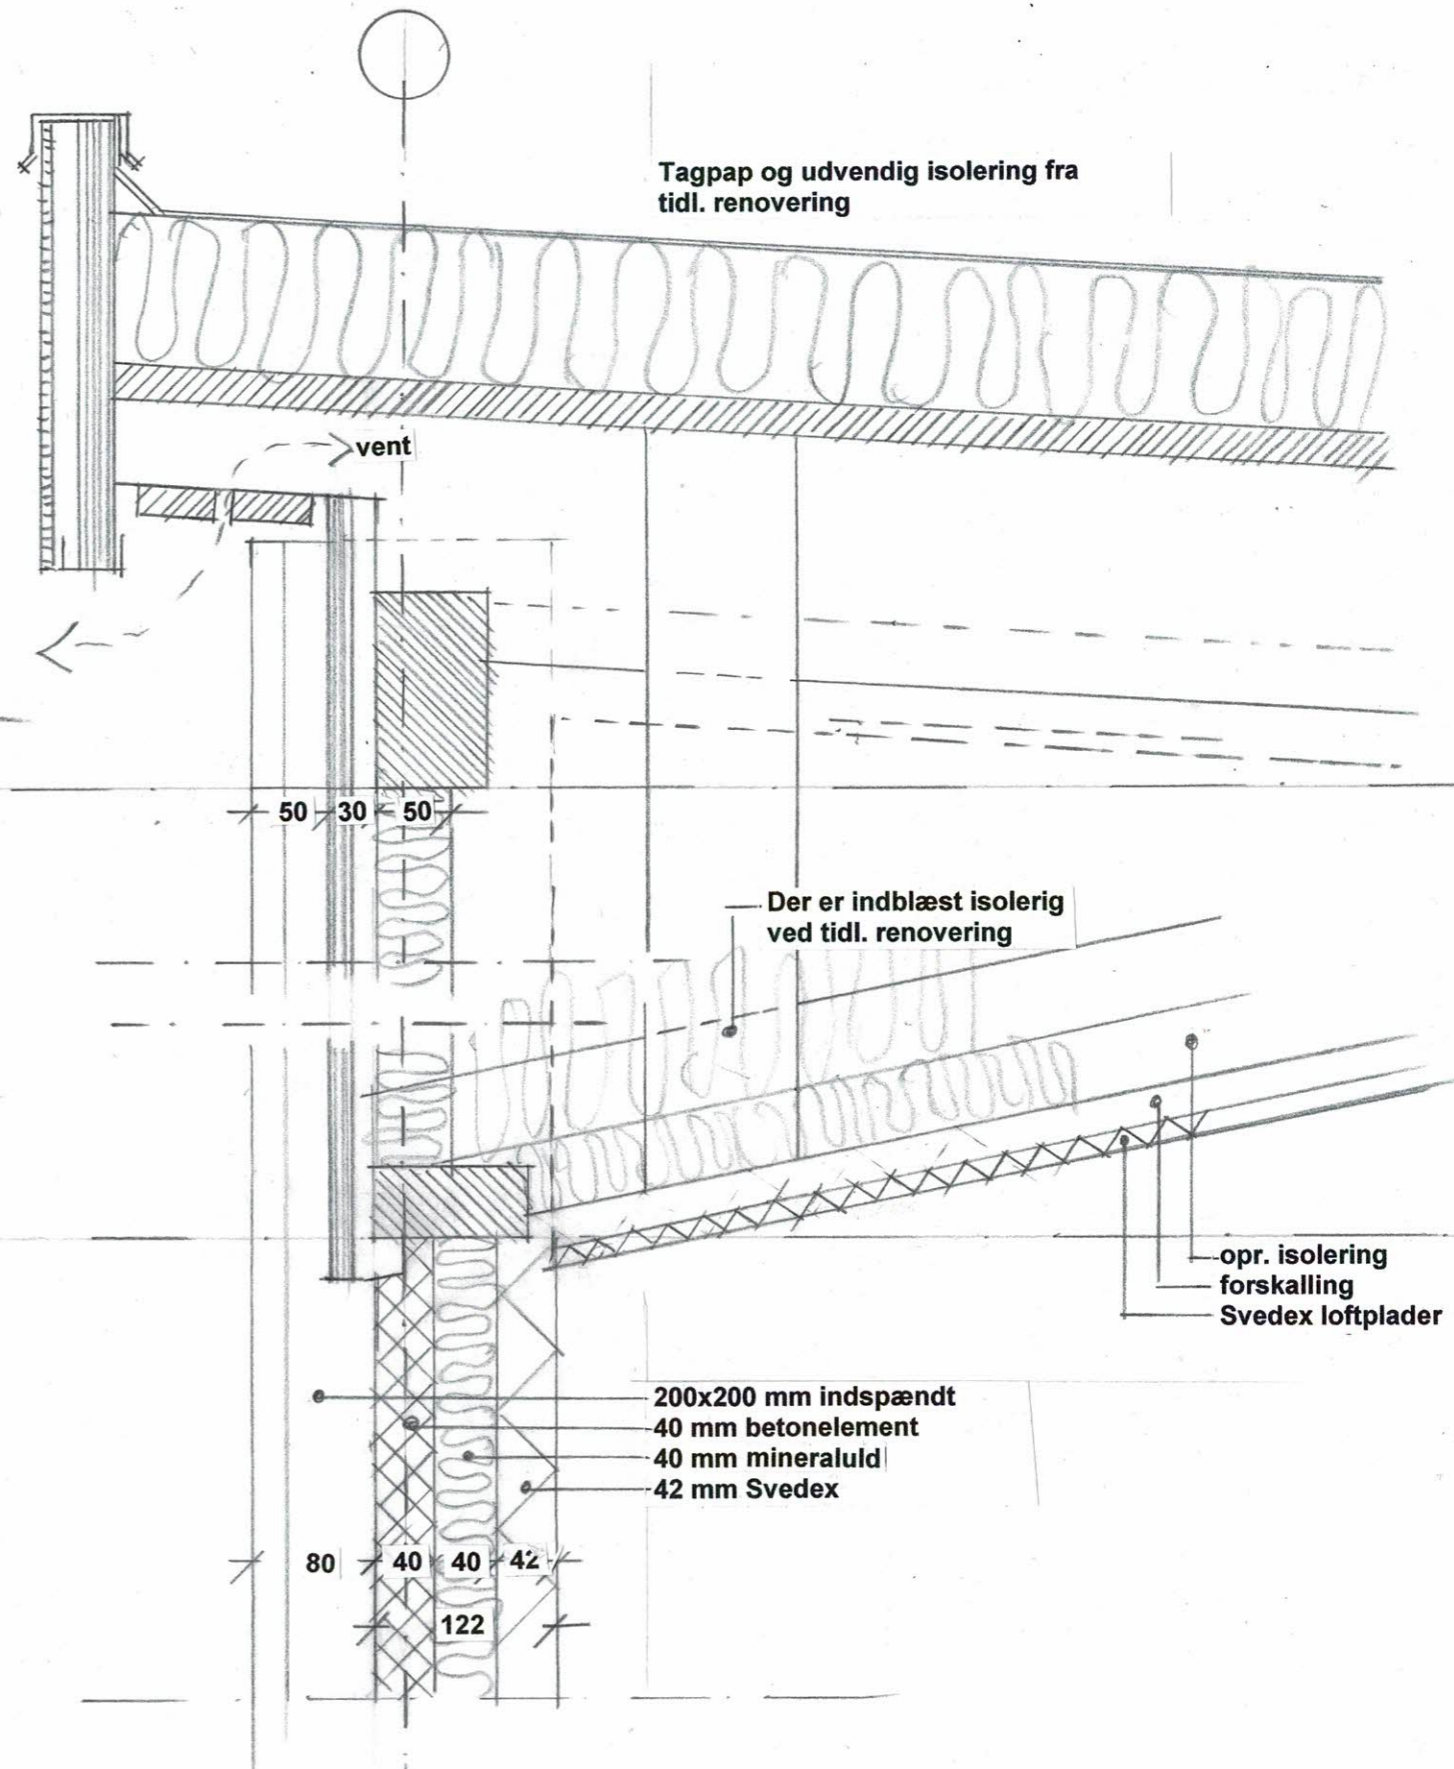 Tagpap og udvendig isolering fra
tidl. renovering
vent
50 30 50
Der er indblæst isolerig
ved tidl. renovering
opr. isolering
forskalling
Svedex loftplader
200x200 mm indspændt
40 mm betonelement
40 mm mineraluld
42 mm Svedex
80 40 40 42
122